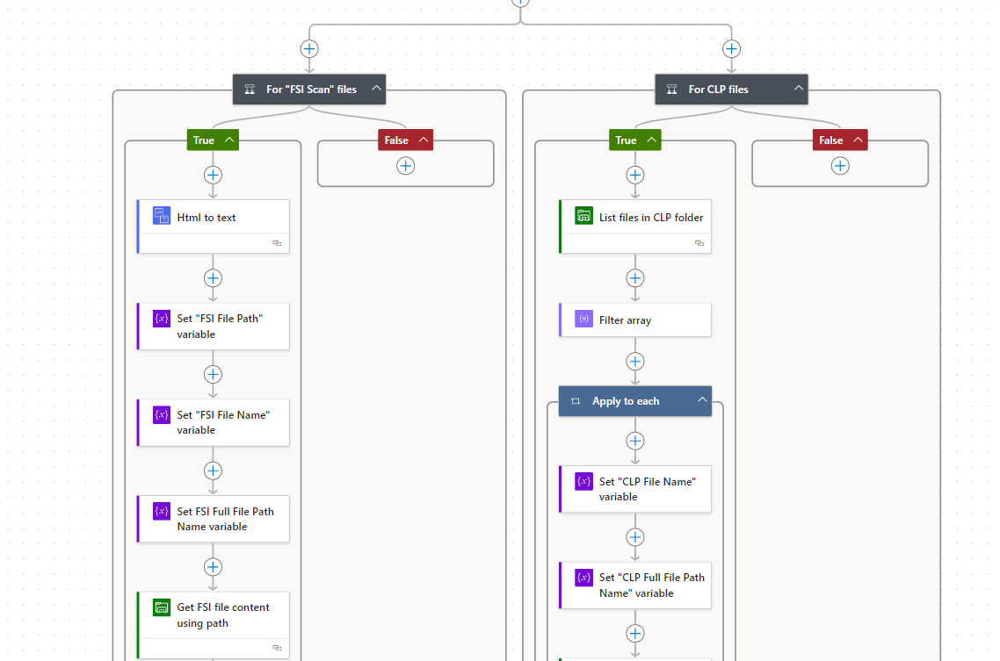 For "FSI Scan" files
For CLP files
True
False
True
False
Html to text
List files in CLP folder
Set "FSI File Path"
variable
Filter array
Set "FSI File Name"
variable
Apply to each
Set "CLP File Name"
variable
Set FSI Full File Path
Name variable
Set "CLP Full File Path
Name" variable
Get FSI file content
using path